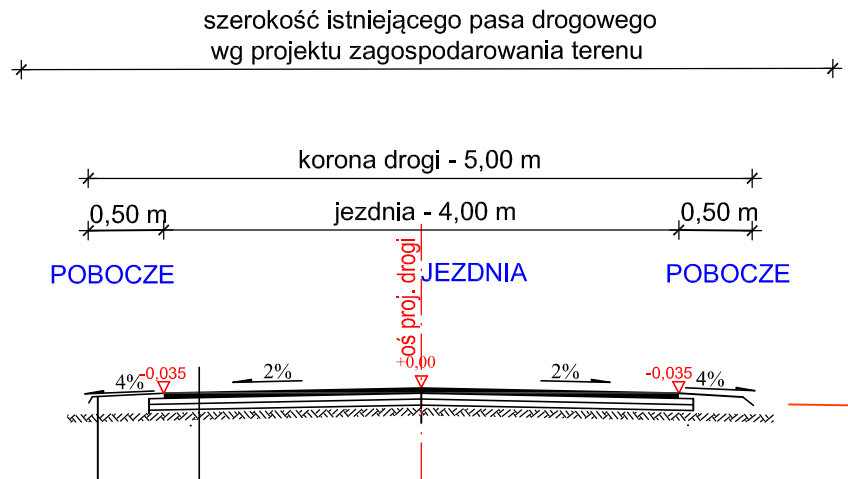 szerokość istniejącego pasa drogowego
wg projektu zagospodarowania terenu
korona drogi - 5,00 m
0,50 m
jezdnia - 4,00 m
0,50 m
POBOCZE
oś proj. drogi
JEZDNIA
POBOCZE
4%
-0,035
2%
+0,00
2%
-0,035
4%